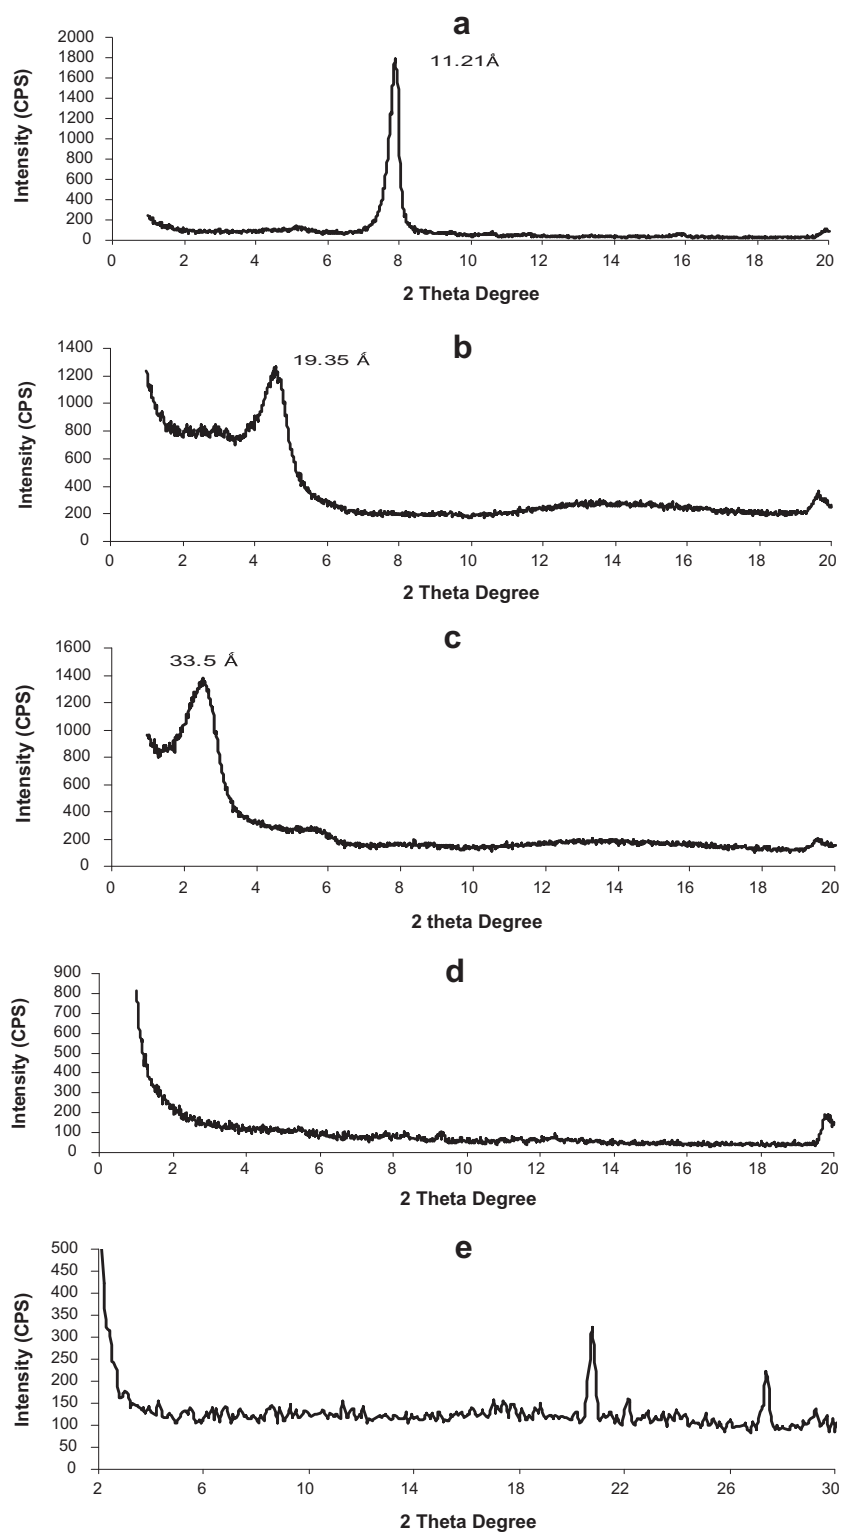 a
2000
1800
1600
1400
1200
1000
800
600
400
200
0
Intensity (CPS)
11.21Å
0 2 4 6 8 10 12 14 16 18 20
2 Theta Degree
b
1400
1200
1000
800
600
400
200
0
Intensity (CPS)
19.35 Å
0 2 4 6 8 10 12 14 16 18 20
2 Theta Degree
c
1600
1400
1200
1000
800
600
400
200
0
Intensity (CPS)
33.5 Å
0 2 4 6 8 10 12 14 16 18 20
2 theta Degree
d
900
800
700
600
500
400
300
200
100
0
Intensity (CPS)
0 2 4 6 8 10 12 14 16 18 20
2 Theta Degree
e
500
450
400
350
300
250
200
150
100
50
0
Intensity (CPS)
2 6 10 14 18 22 26 30
2 Theta Degree